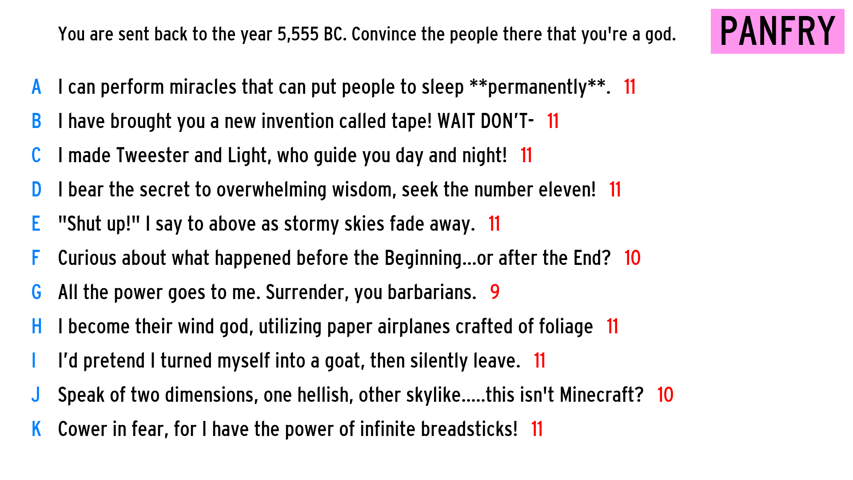 You are sent back to the year 5,555 BC. Convince the people there that you're a god.
PANFRY
A I can perform miracles that can put people to sleep **permanently**. 11
B I have brought you a new invention called tape! WAIT DON'T- 11
C I made Tweester and Light, who guide you day and night! 11
D I bear the secret to overwhelming wisdom, seek the number eleven! 11
E "Shut up!" I say to above as stormy skies fade away. 11
F Curious about what happened before the Beginning...or after the End? 10
G All the power goes to me. Surrender, you barbarians. 9
H I become their wind god, utilizing paper airplanes crafted of foliage 11
I I'd pretend I turned myself into a goat, then silently leave. 11
J Speak of two dimensions, one hellish, other skylike.....this isn't Minecraft? 10
K Cower in fear, for I have the power of infinite breadsticks! 11